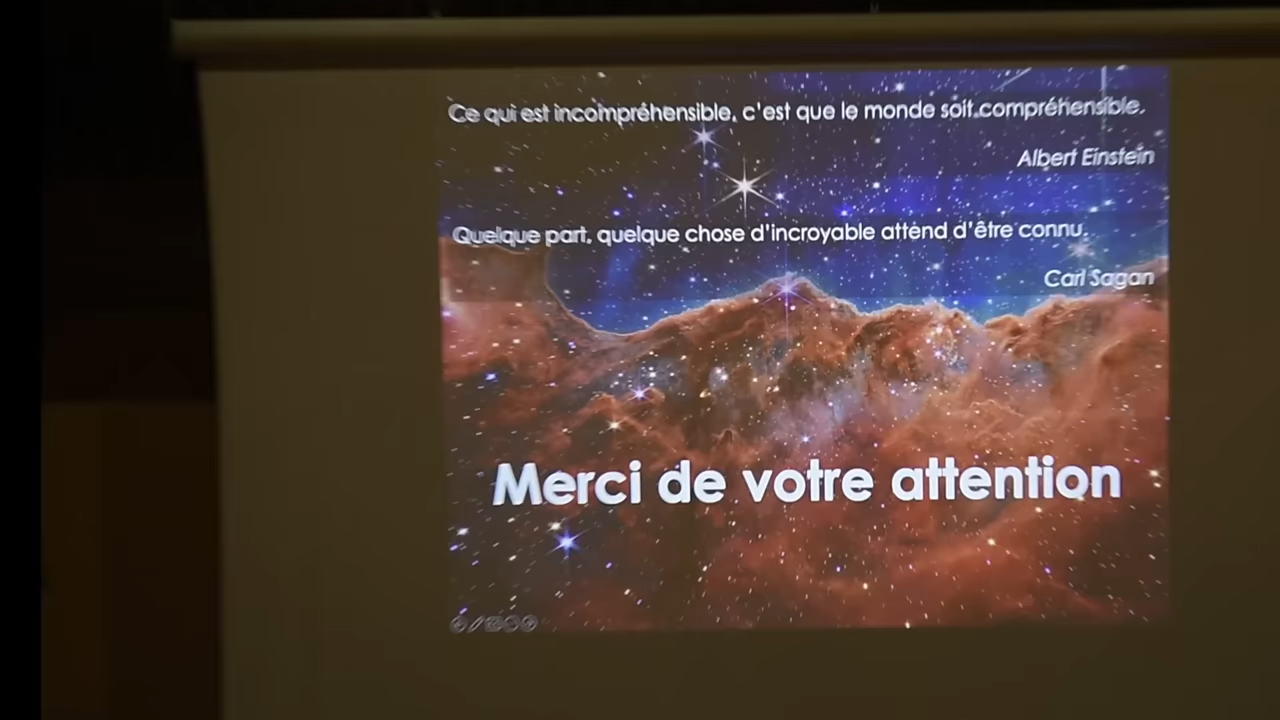 Ce qui est incompréhensible, c'est que le monde soit compréhensible.
Albert Einstein
Quelque part, quelque chose d'incroyable attend d'être connu.
Carl Sagan
Merci de votre attention